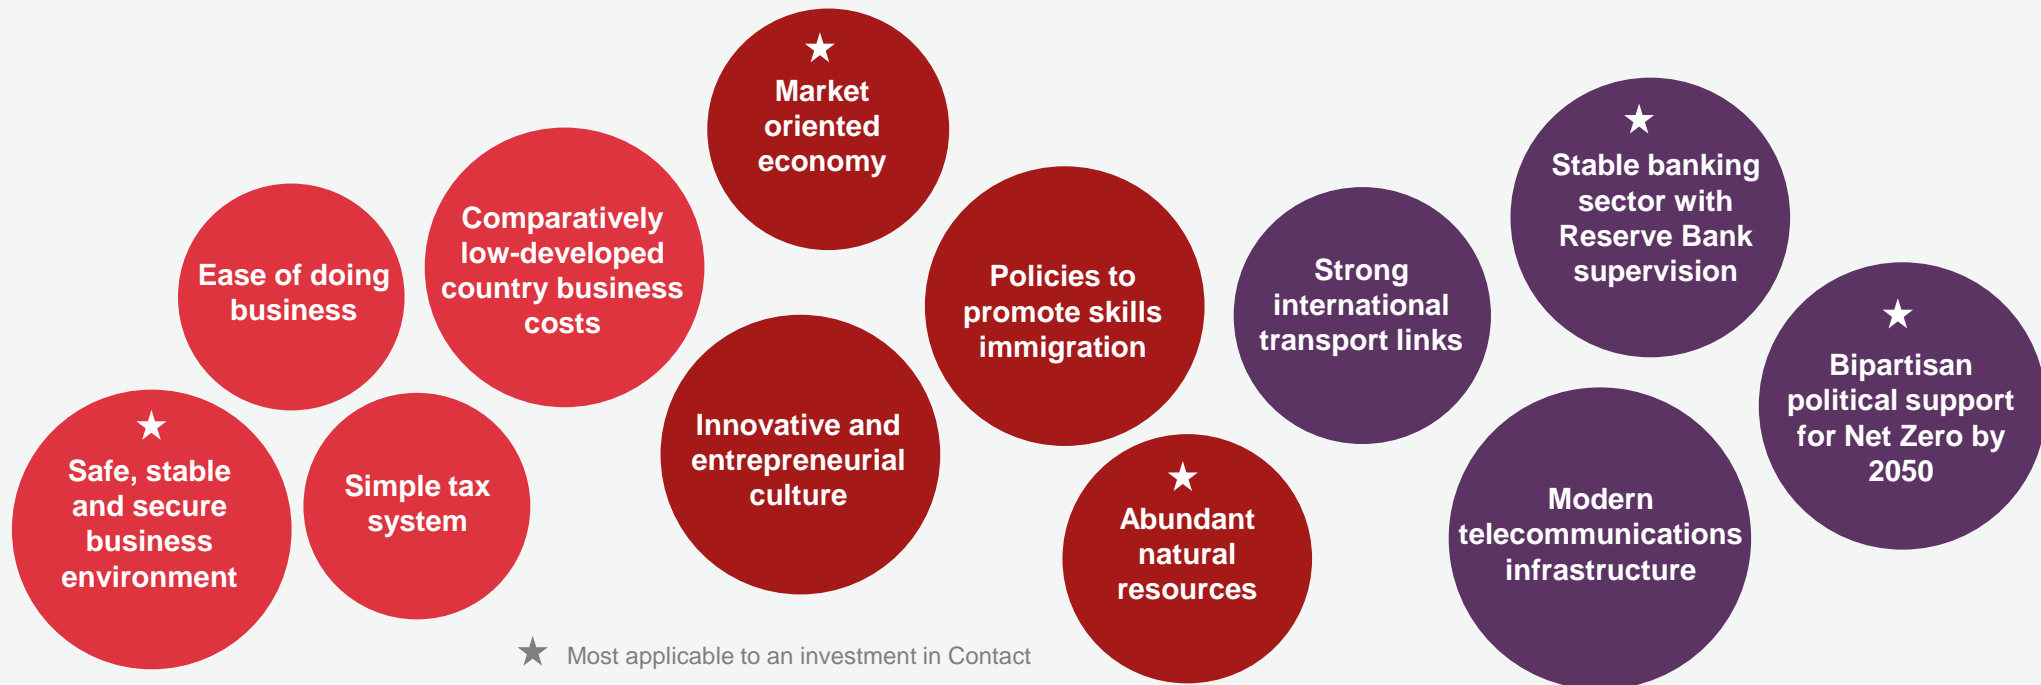 Market
oriented
economy
Stable banking
sector with
Reserve Bank
supervision
Comparatively
low-developed
country business
costs
Ease of doing
business
Policies to
promote skills
immigration
Strong
international
transport links
Bipartisan
political support
for Net Zero by
2050
Innovative and
entrepreneurial
culture
Safe, stable
and secure
business
environment
Simple tax
system
Abundant
natural
resources
Modern
telecommunications
infrastructure
Most applicable to an investment in Contact